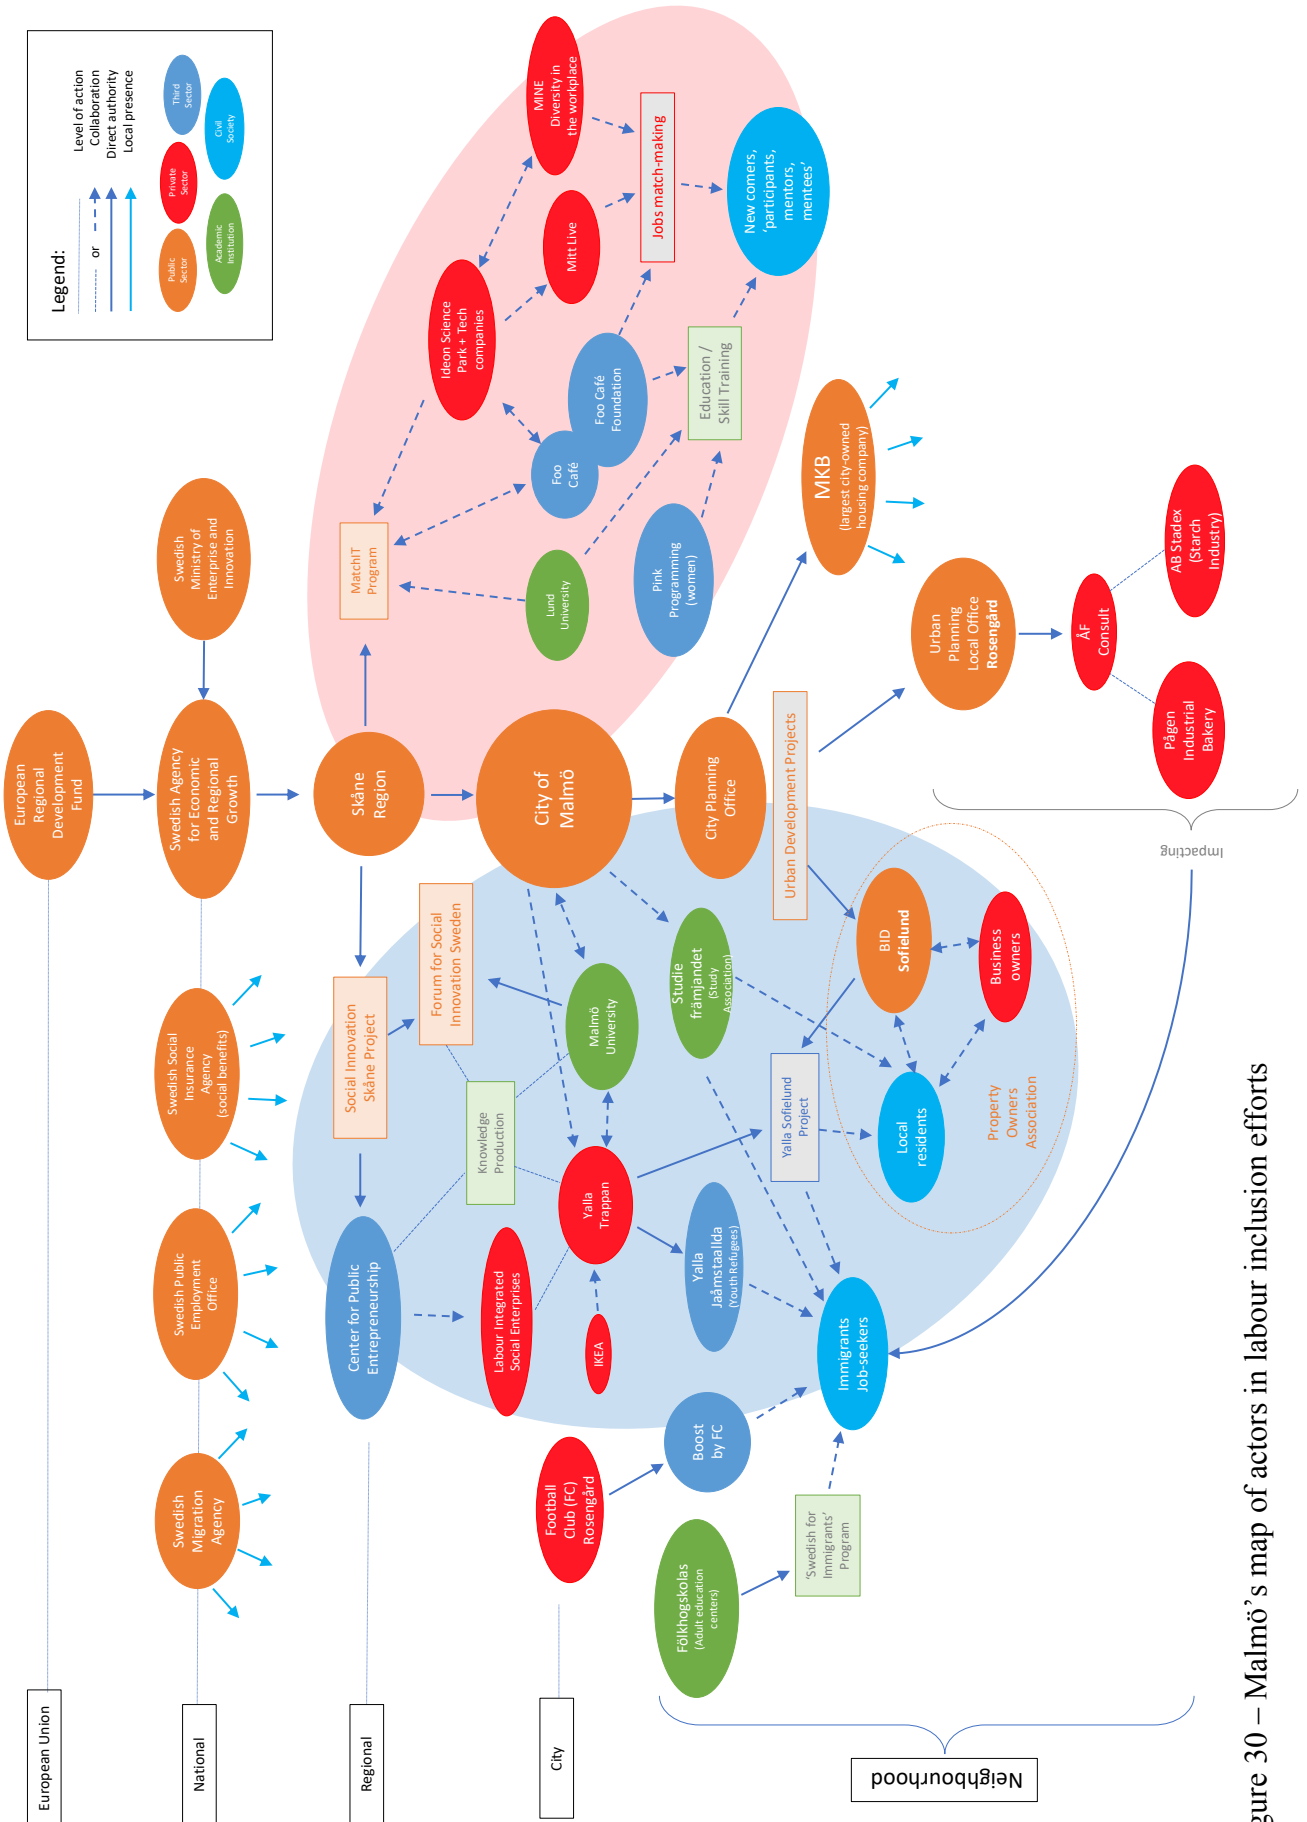 European Union
National
Regional
City
Neighbourhood
European
Regional
Development
Fund
Swedish
Migration
Agency
Swedish Public
Employment
Office
Swedish Social
Insurance
Agency
(social benefits)
Swedish Agency
for Economic
and Regional
Growth
Swedish
Ministry of
Enterprise and
Innovation
Center for Public
Entrepreneurship
Social Innovation
Skåne Project
Skåne
Region
MatchIT
Program
Forum for Social
Innovation Sweden
Knowledge
Production
Labour Integrated
Social Enterprises
Ideon Science
Park + Tech
companies
Football
Club (FC)
Rosengård
IKEA
Yalla
Trappan
Malmö
University
City of
Malmö
Lund
University
Foo
Café
Foo Café
Foundation
Mitt Live
MINE
Diversity in
the workplace
Jobs match-making
Fölkhogskolas
(Adult education
centers)
Boost
by FC
Yalla
Jaåmstaallda
(Youth Refugees)
Studie
främjandet
(Study
Association)
City Planning
Office
Pink
Programming
(women)
Education /
Skill Training
New comers,
‘participants,
mentors,
mentees’
‘Swedish for
Immigrants’
Program
Immigrants
Job-seekers
Yalla Sofielund
Project
Urban Development Projects
MKB
(largest city-owned
housing company)
Local
residents
BID
Sofielund
Business
owners
Property
Owners
Association
Urban
Planning
Local Office
Rosengård
ÅF
Consult
Pågen
Industrial
Bakery
AB Stadex
(Starch
Industry)
Impacting
Legend:
Level of action
or
Collaboration
Direct authority
Local presence
Public
Sector
Private
Sector
Third
Sector
Academic
Institution
Civil
Society
gure 30 – Malmö’s map of actors in labour inclusion efforts